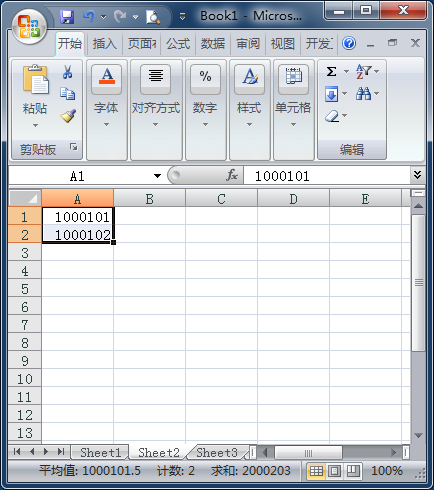 Book1 - Micros...
开始 插入 页面布 公式 数据 审阅 视图 开发工
粘贴 字体 对齐方式 数字 样式 单元格
% Σ
剪贴板 编辑
A1 fx 1000101
A B C D E
1 1000101
2 1000102
3
4
5
6
7
8
9
10
11
12
13
Sheet1 Sheet2 Sheet3
平均值: 1000101.5 计数: 2 求和: 2000203 100%